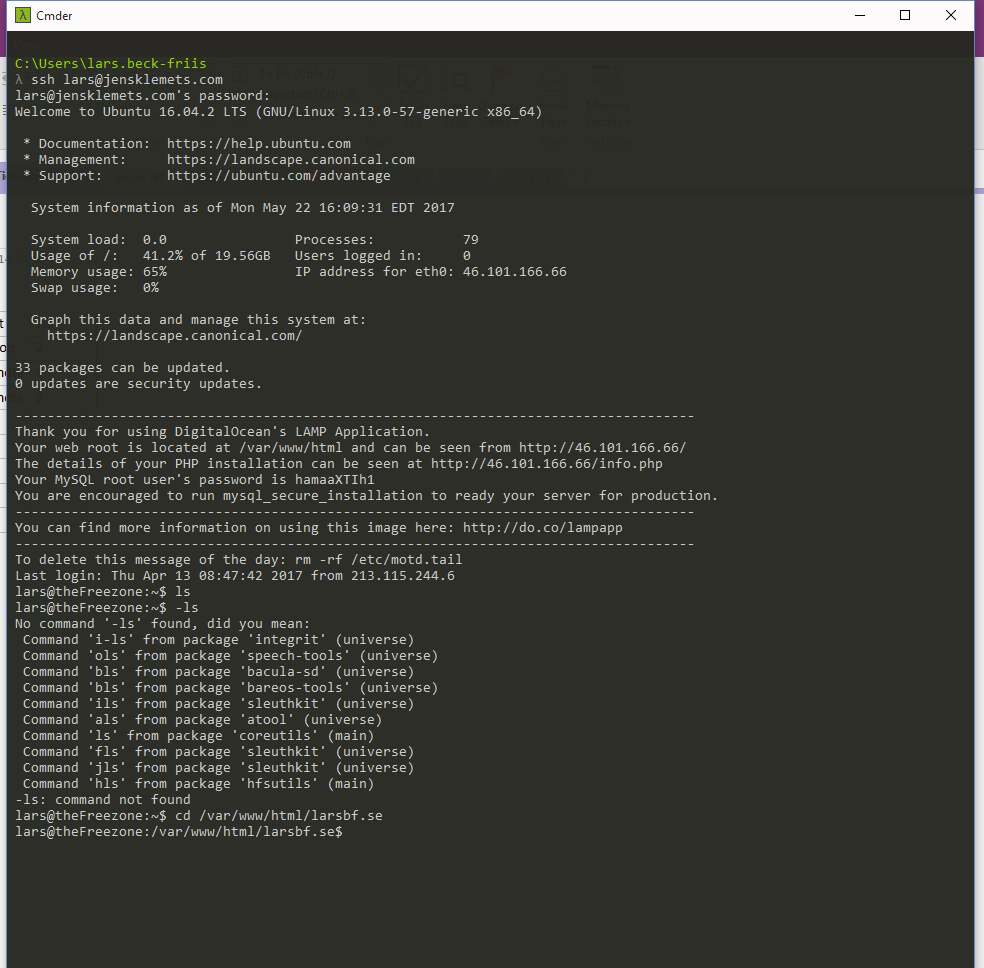 Cmder
C:\Users\lars.beck-friis
λ ssh lars@jensklemets.com
lars@jensklemets.com's password:
Welcome to Ubuntu 16.04.2 LTS (GNU/Linux 3.13.0-57-generic x86_64)
* Documentation: https://help.ubuntu.com
* Management: https://landscape.canonical.com
* Support: https://ubuntu.com/advantage
System information as of Mon May 22 16:09:31 EDT 2017
System load: 0.0 Processes: 79
Usage of /: 41.2% of 19.56GB Users logged in: 0
Memory usage: 65% IP address for eth0: 46.101.166.66
Swap usage: 0%
Graph this data and manage this system at:
https://landscape.canonical.com/
33 packages can be updated.
0 updates are security updates.
-------------------------------------------------------------------------------------
Thank you for using DigitalOcean's LAMP Application.
Your web root is located at /var/www/html and can be seen from http://46.101.166.66/
The details of your PHP installation can be seen at http://46.101.166.66/info.php
Your MySQL root user's password is hamaaXTIh1
You are encouraged to run mysql_secure_installation to ready your server for production.
-------------------------------------------------------------------------------------
You can find more information on using this image here: http://do.co/lampapp
-------------------------------------------------------------------------------------
To delete this message of the day: rm -rf /etc/motd.tail
Last login: Thu Apr 13 08:47:42 2017 from 213.115.244.6
lars@theFreezone:~$ ls
lars@theFreezone:~$ -ls
No command '-ls' found, did you mean:
Command 'i-ls' from package 'integrit' (universe)
Command 'ols' from package 'speech-tools' (universe)
Command 'bls' from package 'bacula-sd' (universe)
Command 'bls' from package 'bareos-tools' (universe)
Command 'ils' from package 'sleuthkit' (universe)
Command 'als' from package 'atool' (universe)
Command 'ls' from package 'coreutils' (main)
Command 'fls' from package 'sleuthkit' (universe)
Command 'jls' from package 'sleuthkit' (universe)
Command 'hls' from package 'hfsutils' (main)
-ls: command not found
lars@theFreezone:~$ cd /var/www/html/larsbf.se
lars@theFreezone:/var/www/html/larsbf.se$